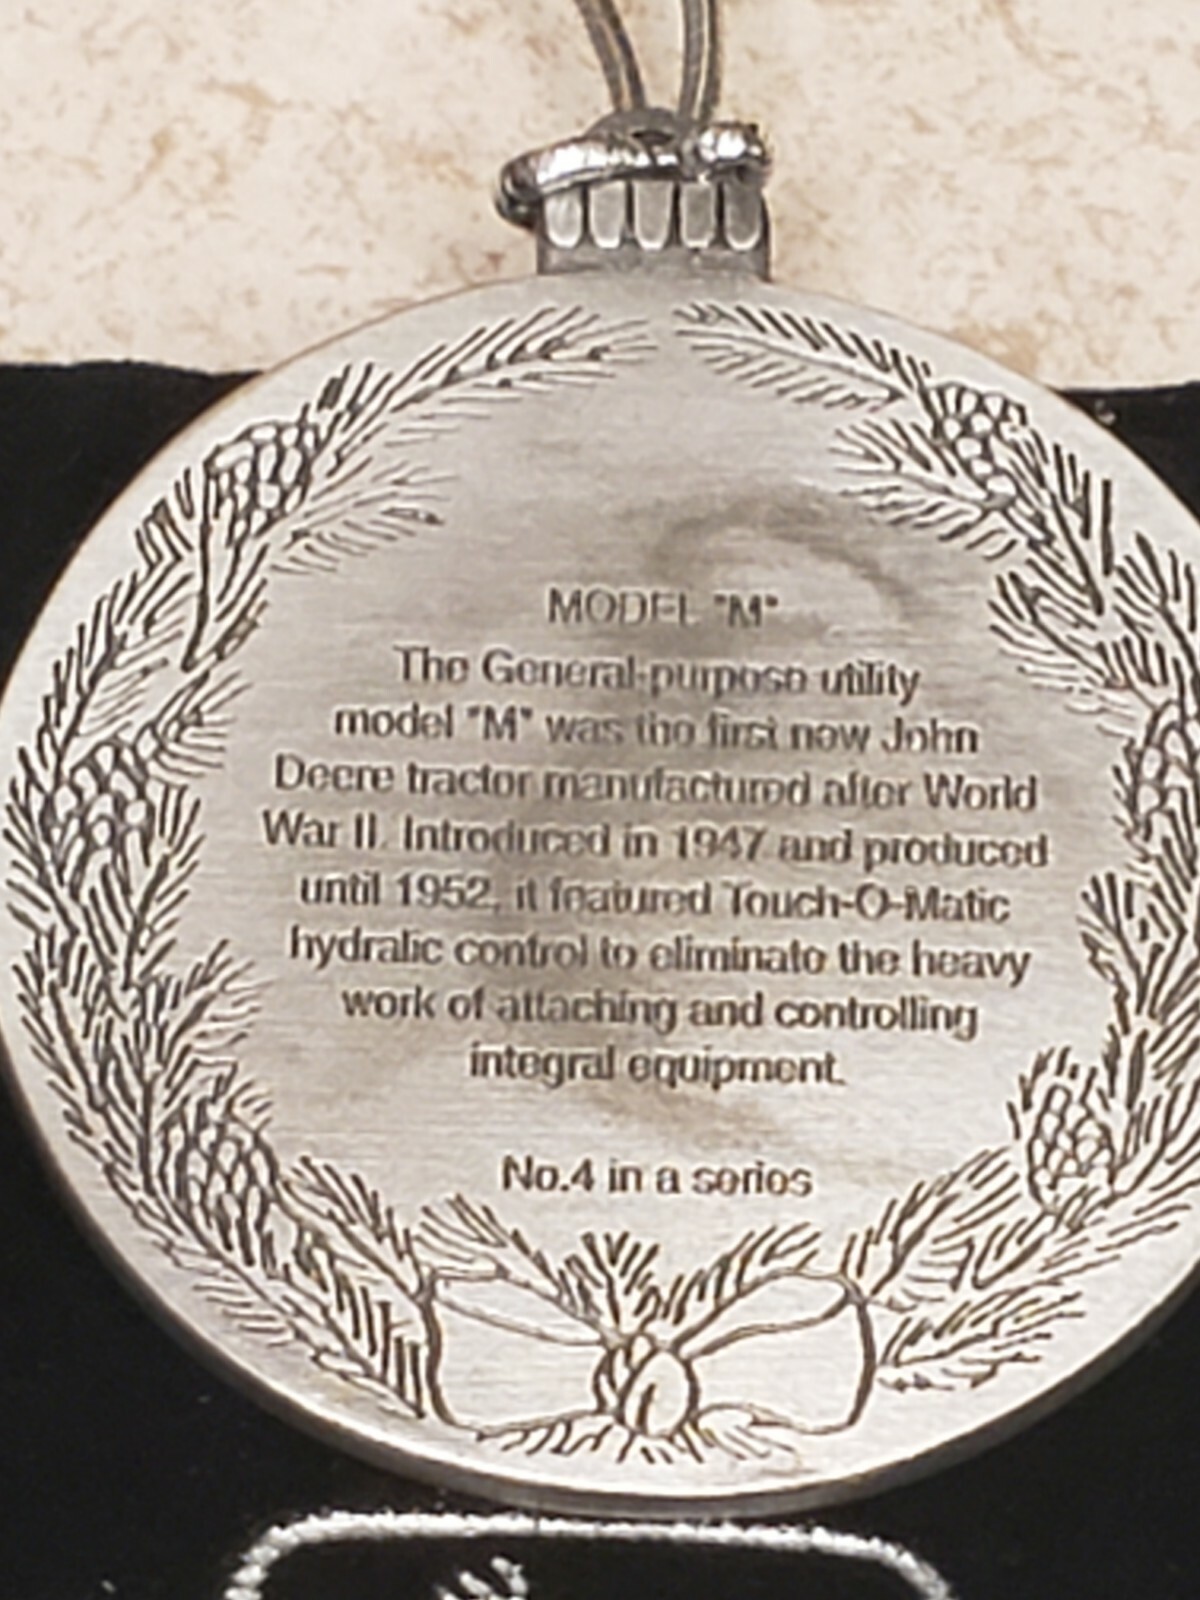 MODEL "M"
The General-purpose utility
model "M" was the first new John
Deere tractor manufactured after World
War II. Introduced in 1947 and produced
until 1952, it featured Touch-O-Matic
hydralic control to eliminate the heavy
work of attaching and controlling
integral equipment.
No.4 in a series